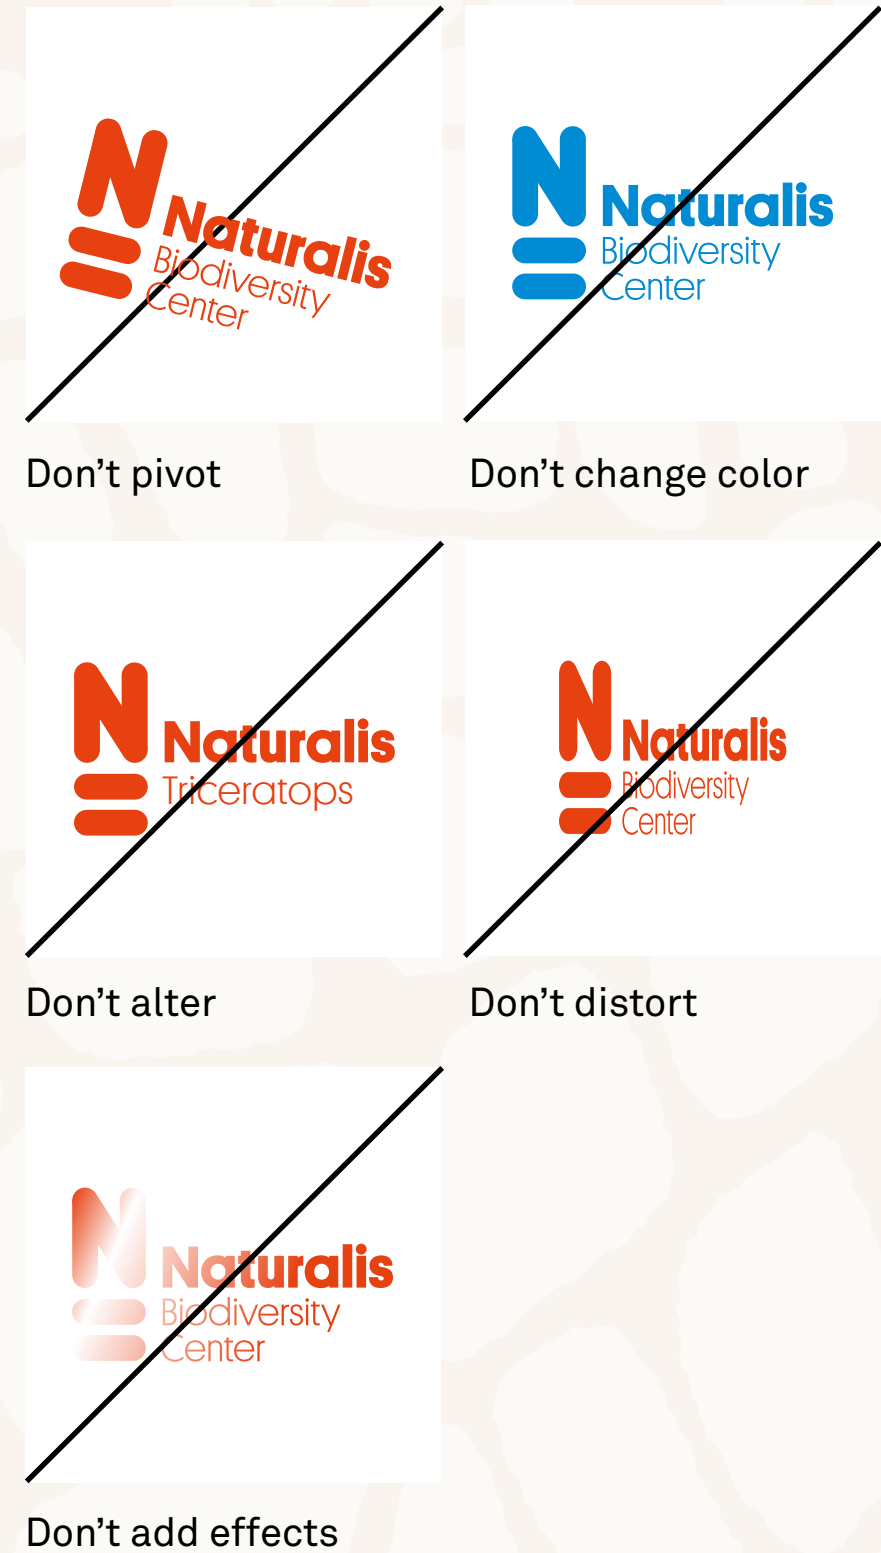 N
Naturalis
Biodiversity
Center
N
Naturalis
Biodiversity
Center
Don't pivot
Don't change color
N
Naturalis
Triceratops
N
Naturalis
Biodiversity
Center
Don't alter
Don't distort
N
Naturalis
Biodiversity
Center
Don't add effects